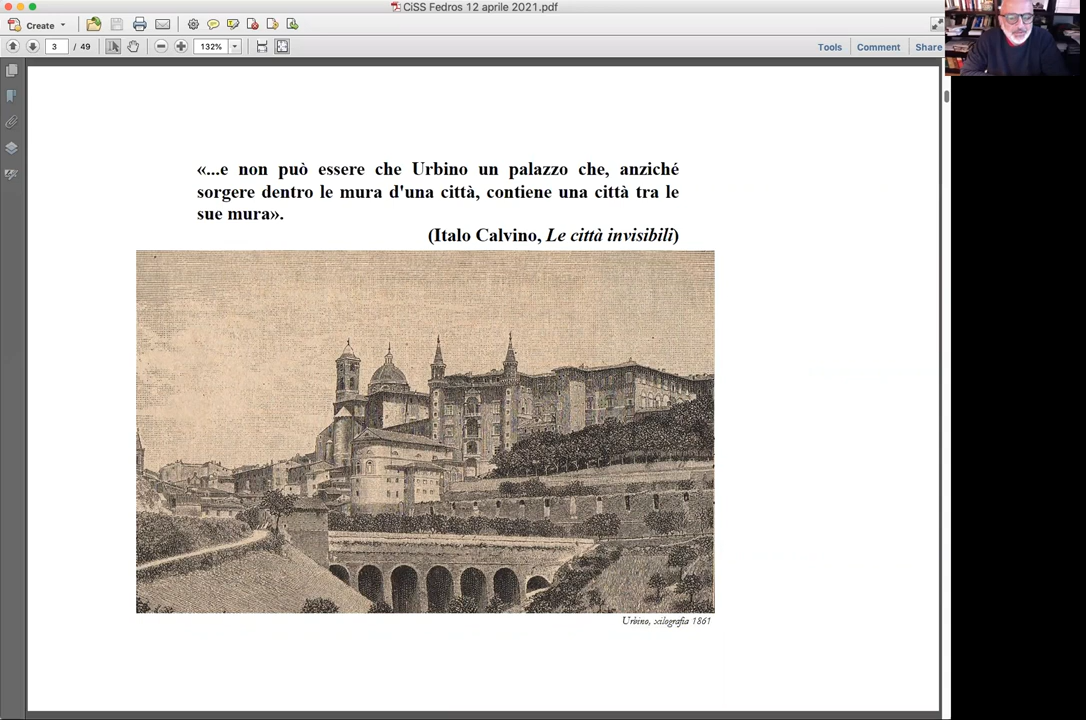 CiSS Fedros 12 aprile 2021.pdf
Create
3 / 49
132%
Tools Comment Share
«...e non può essere che Urbino un palazzo che, anziché
sorgere dentro le mura d'una città, contiene una città tra le
sue mura».
(Italo Calvino, Le città invisibili)
Urbino, xilografia 1861